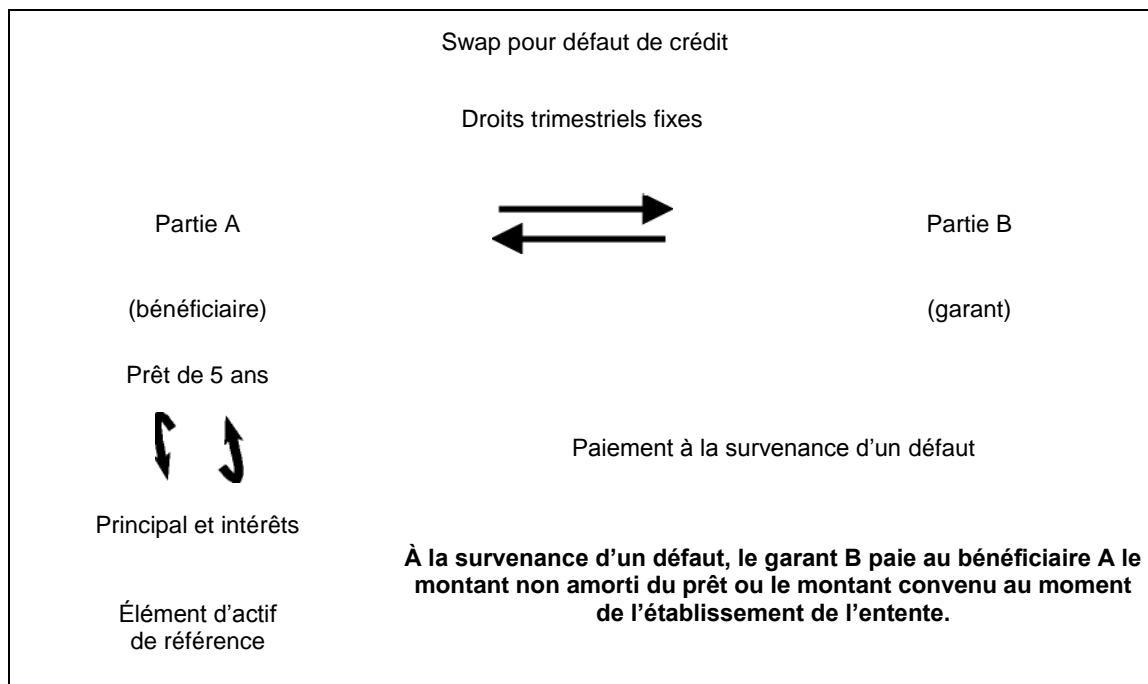 Swap pour défaut de crédit
Droits trimestriels fixes
Partie A
Partie B
(bénéficiaire)
(garant)
Prêt de 5 ans
Paiement à la survenance d'un défaut
Principal et intérêts
À la survenance d'un défaut, le garant B paie au bénéficiaire A le
montant non amorti du prêt ou le montant convenu au moment
de l'établissement de l'entente.
Élément d'actif
de référence